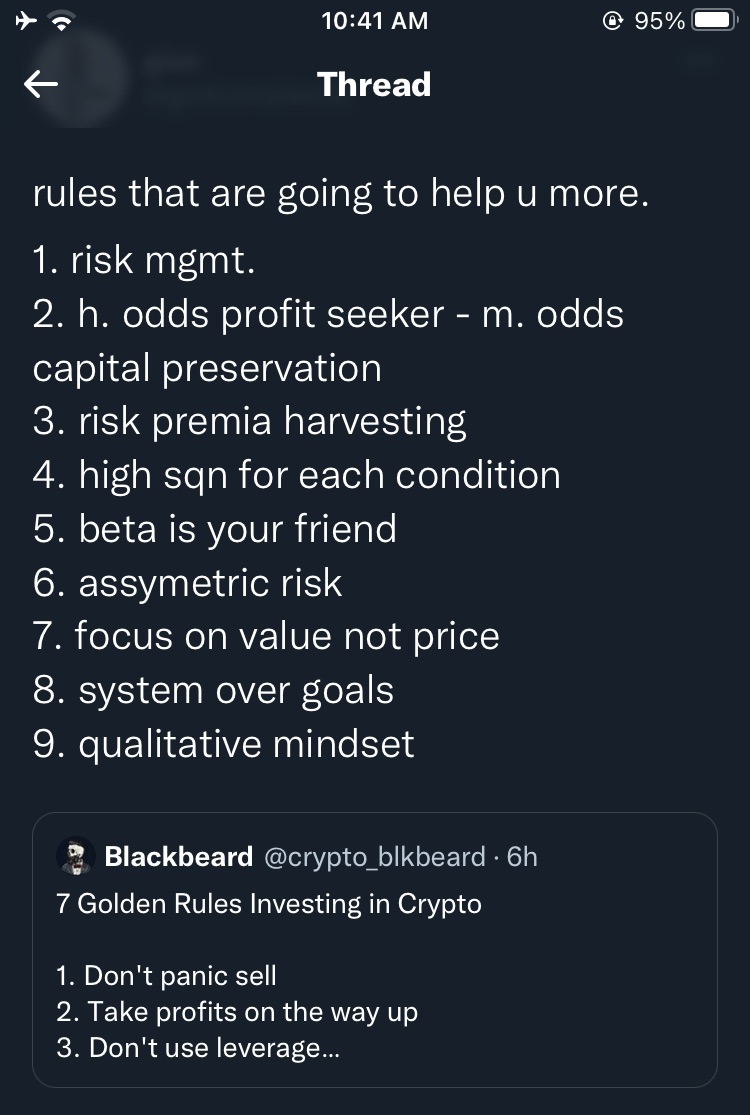 10:41 AM
95%
Thread
rules that are going to help u more.
1. risk mgmt.
2. h. odds profit seeker - m. odds
capital preservation
3. risk premia harvesting
4. high sqn for each condition
5. beta is your friend
6. assymetric risk
7. focus on value not price
8. system over goals
9. qualitative mindset
Blackbeard @crypto_blkbeard · 6h
7 Golden Rules Investing in Crypto
1. Don't panic sell
2. Take profits on the way up
3. Don't use leverage...